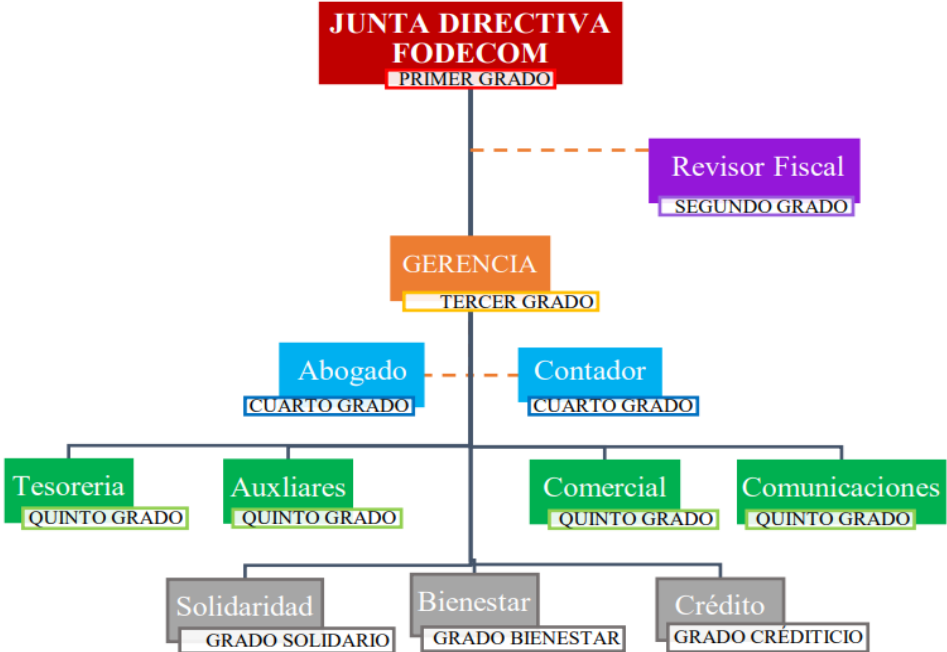 JUNTA DIRECTIVA
FODECOM
PRIMER GRADO
Revisor Fiscal
SEGUNDO GRADO
GERENCIA
TERCER GRADO
Abogado
CUARTO GRADO
Contador
CUARTO GRADO
Tesoreria
QUINTO GRADO
Auxliares
QUINTO GRADO
Comercial
QUINTO GRADO
Comunicaciones
QUINTO GRADO
Solidaridad
GRADO SOLIDARIO
Bienestar
GRADO BIENESTAR
Crédito
GRADO CRÉDITICIO